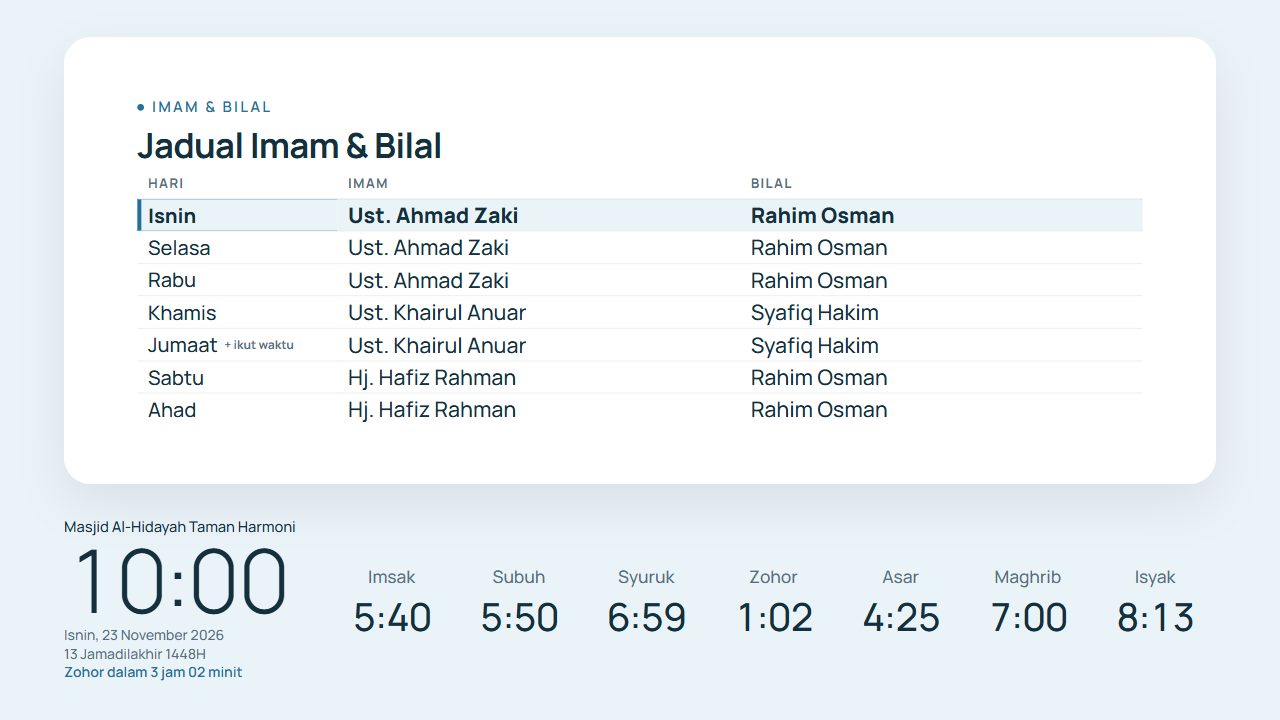 IMAM & BILAL
Jadual Imam & Bilal
HARI IMAM BILAL
Isnin Ust. Ahmad Zaki Rahim Osman
Selasa Ust. Ahmad Zaki Rahim Osman
Rabu Ust. Ahmad Zaki Rahim Osman
Khamis Ust. Khairul Anuar Syafiq Hakim
Jumaat + ikut waktu Ust. Khairul Anuar Syafiq Hakim
Sabtu Hj. Hafiz Rahman Rahim Osman
Ahad Hj. Hafiz Rahman Rahim Osman
Masjid Al-Hidayah Taman Harmoni
10:00
Isnin, 23 November 2026
13 Jamadilakhir 1448H
Zohor dalam 3 jam 02 minit
Imsak Subuh Syuruk Zohor Asar Maghrib Isyak
5:40 5:50 6:59 1:02 4:25 7:00 8:13